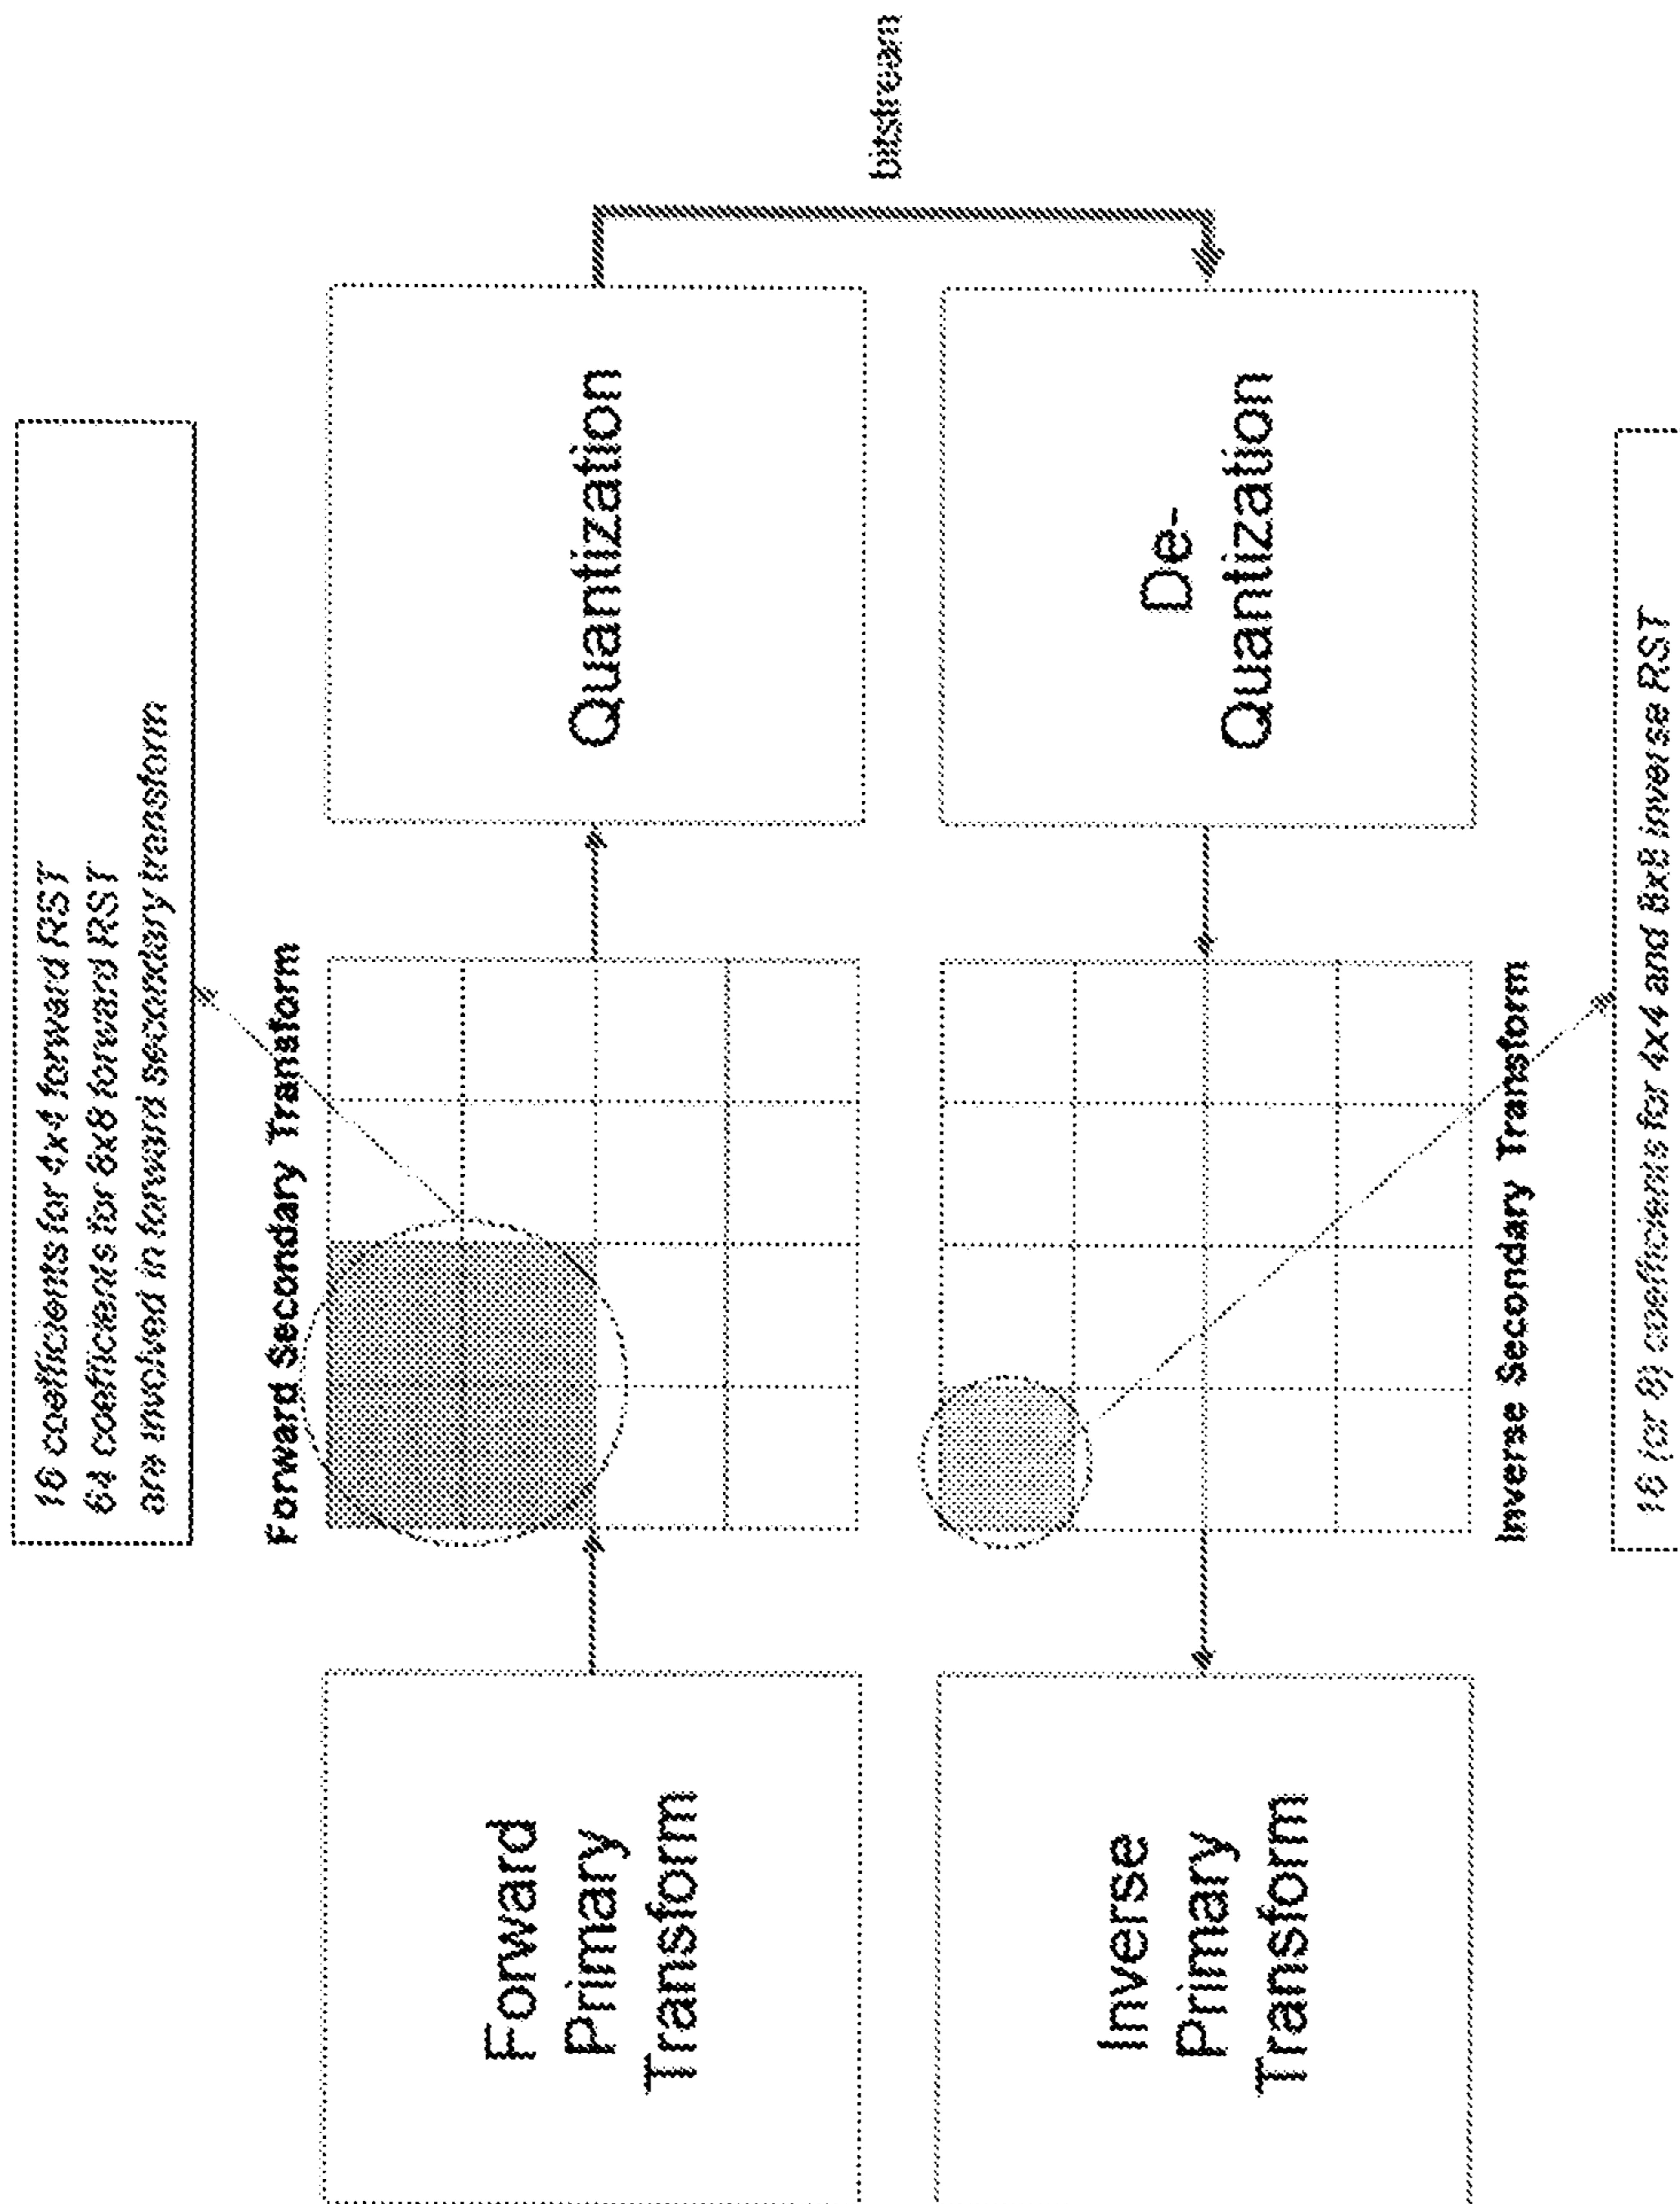 16 coefficients for 4x4 forward RST
64 coefficients for 8x8 forward RST
are involved in forward secondary transform
Forward Secondary Transform
Forward
Primary
Transform
Quantization
bitstream
Inverse
Primary
Transform
De-
Quantization
Inverse Secondary Transform
16 (or 8) coefficients for 4x4 and 8x8 inverse RST